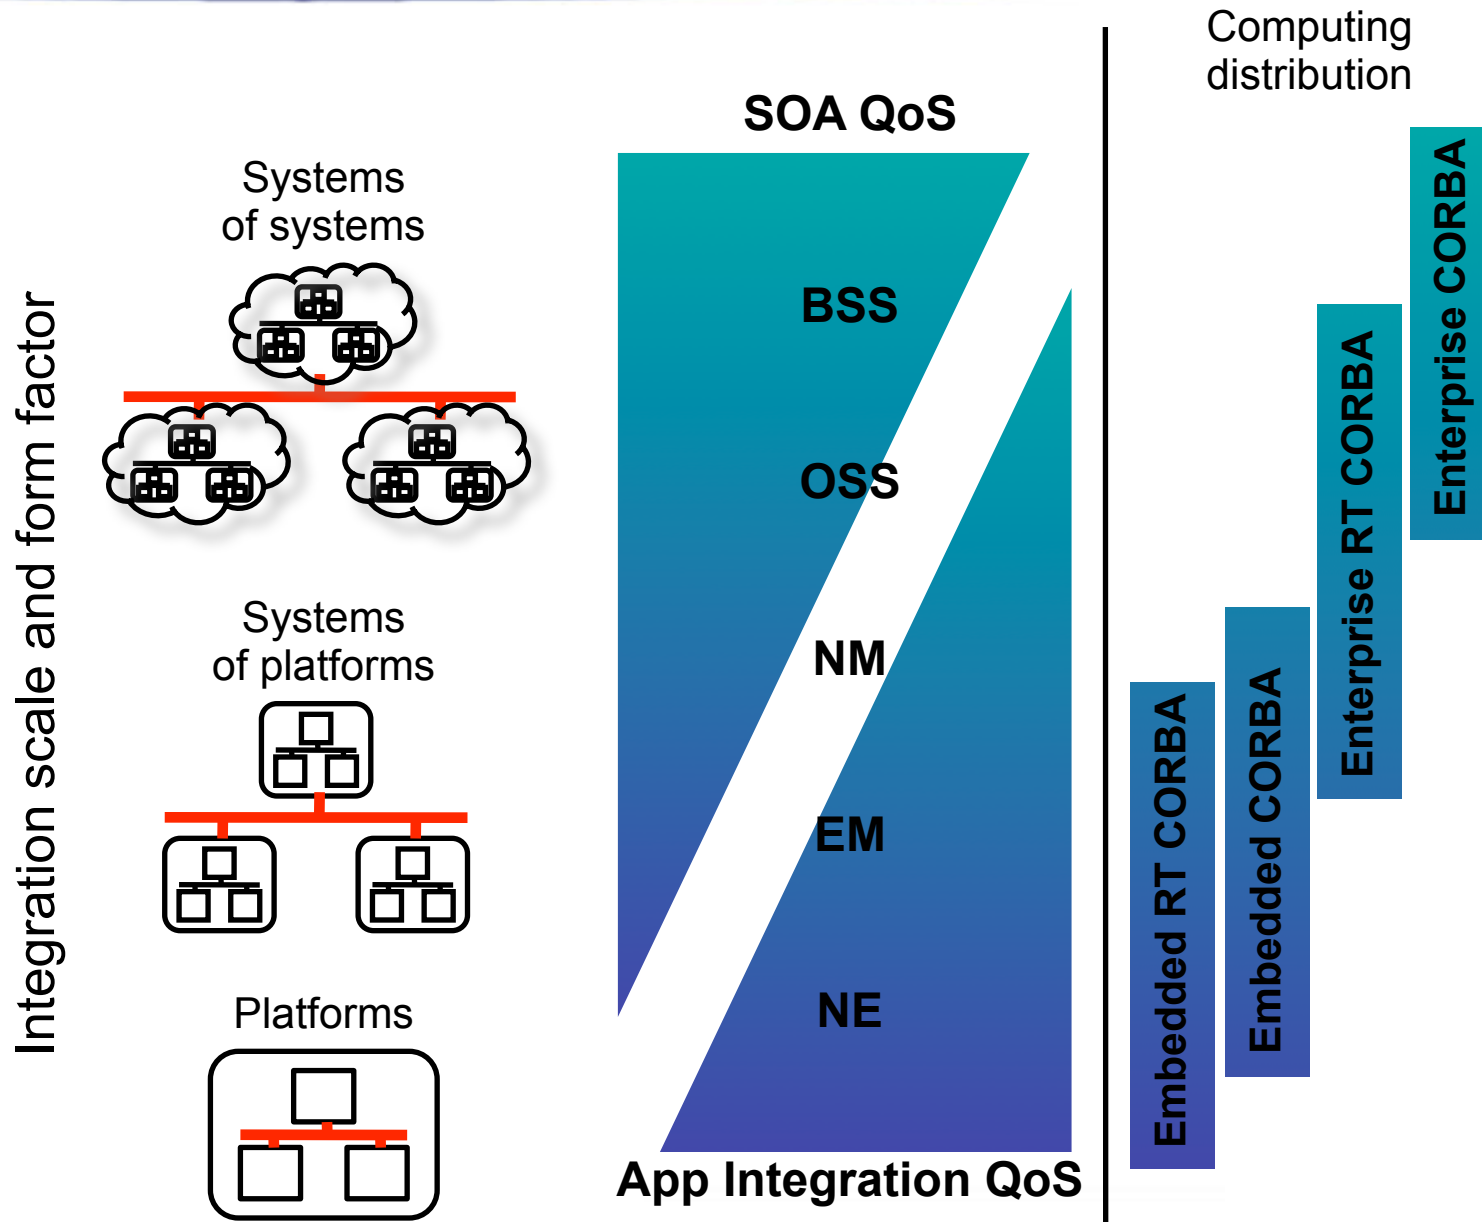 Computing
distribution
SOA QoS
Systems
of systems
BSS
OSS
Integration scale and form factor
Systems
of platforms
NM
EM
Platforms
NE
App Integration QoS
Embedded RT CORBA
Embedded CORBA
Enterprise RT CORBA
Enterprise CORBA